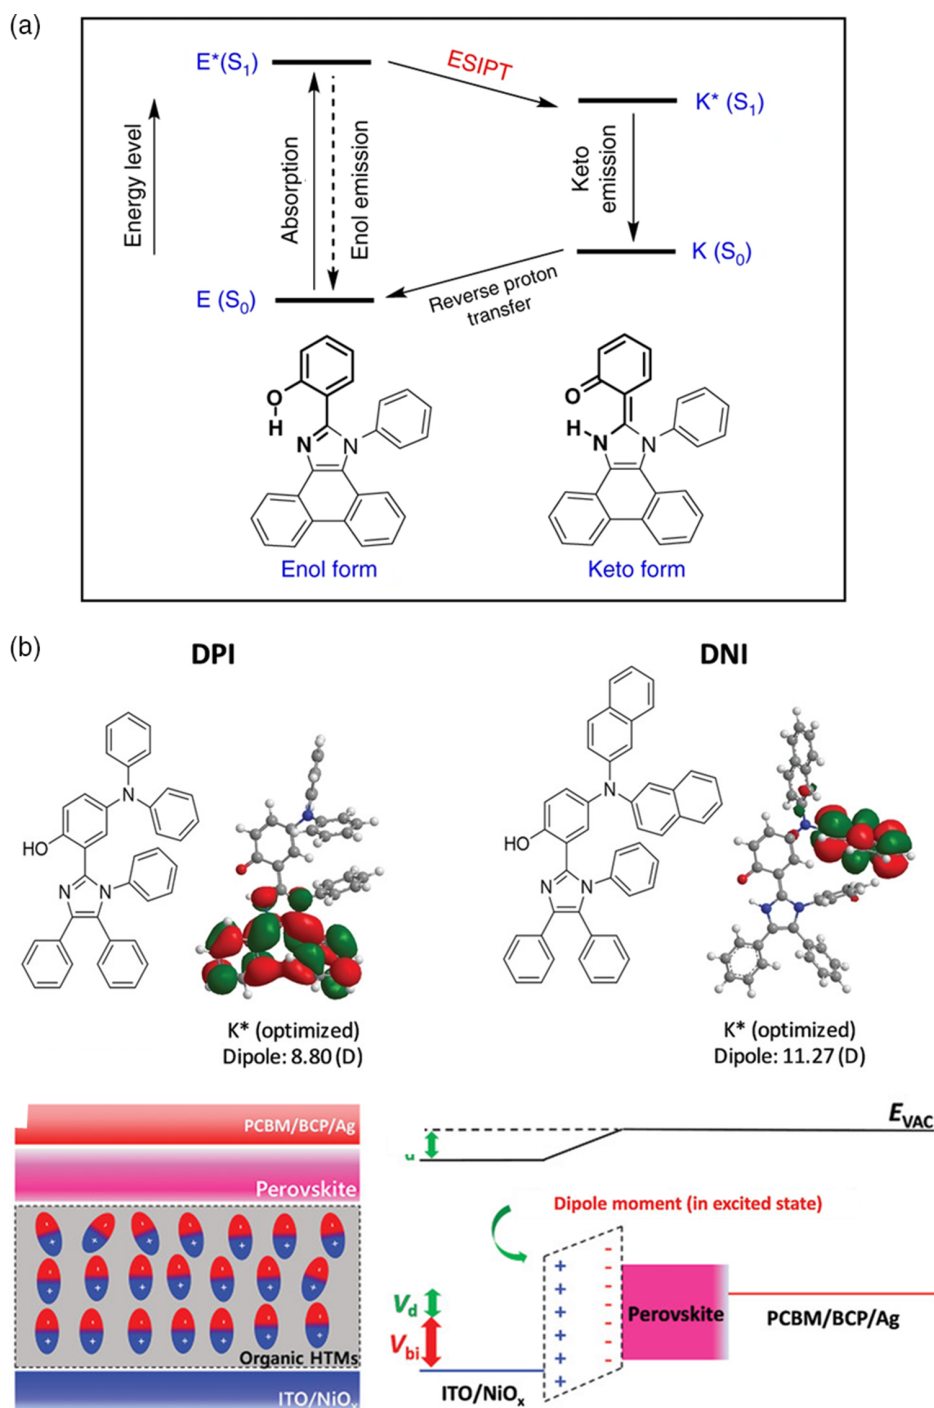 (a)
E*(S1)
ESIPT
K* (S1)
Energy level
Absorption
Enol emission
Keto
emission
E (S0)
Reverse proton
transfer
K (S0)
O
H
N
N
O
H
N
N
Enol form
Keto form
(b)
DPI
DNI
N
HO
N
N
N
HO
N
N
K* (optimized)
Dipole: 8.80 (D)
K* (optimized)
Dipole: 11.27 (D)
PCBM/BCP/Ag
Perovskite
Organic HTMs
ITO/NiOx
EVAC
Dipole moment (in excited state)
Vd
Vbi
Perovskite
PCBM/BCP/Ag
ITO/NiOx